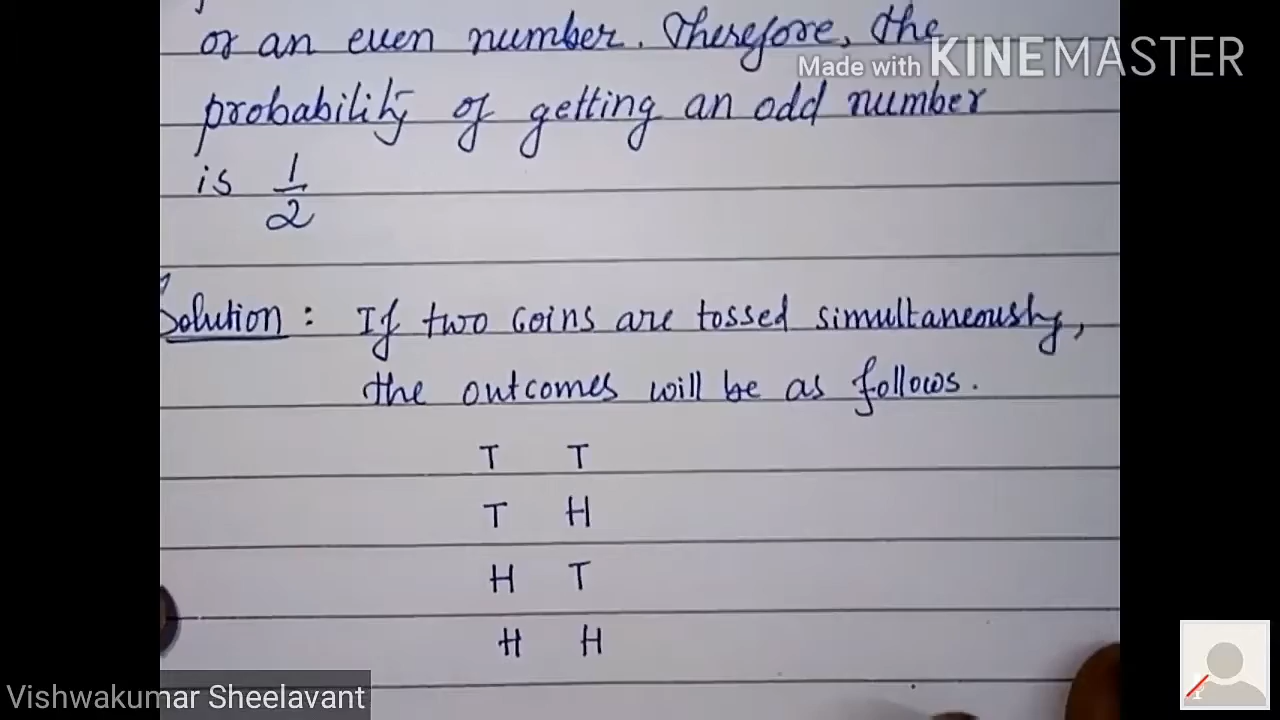 or an even number. Therefore, the
Made with KINEMASTER
probability of getting an odd number
is 1/2
Solution : If two coins are tossed simultaneously,
the outcomes will be as follows.
T T
T H
H T
H H
Vishwakumar Sheelavant